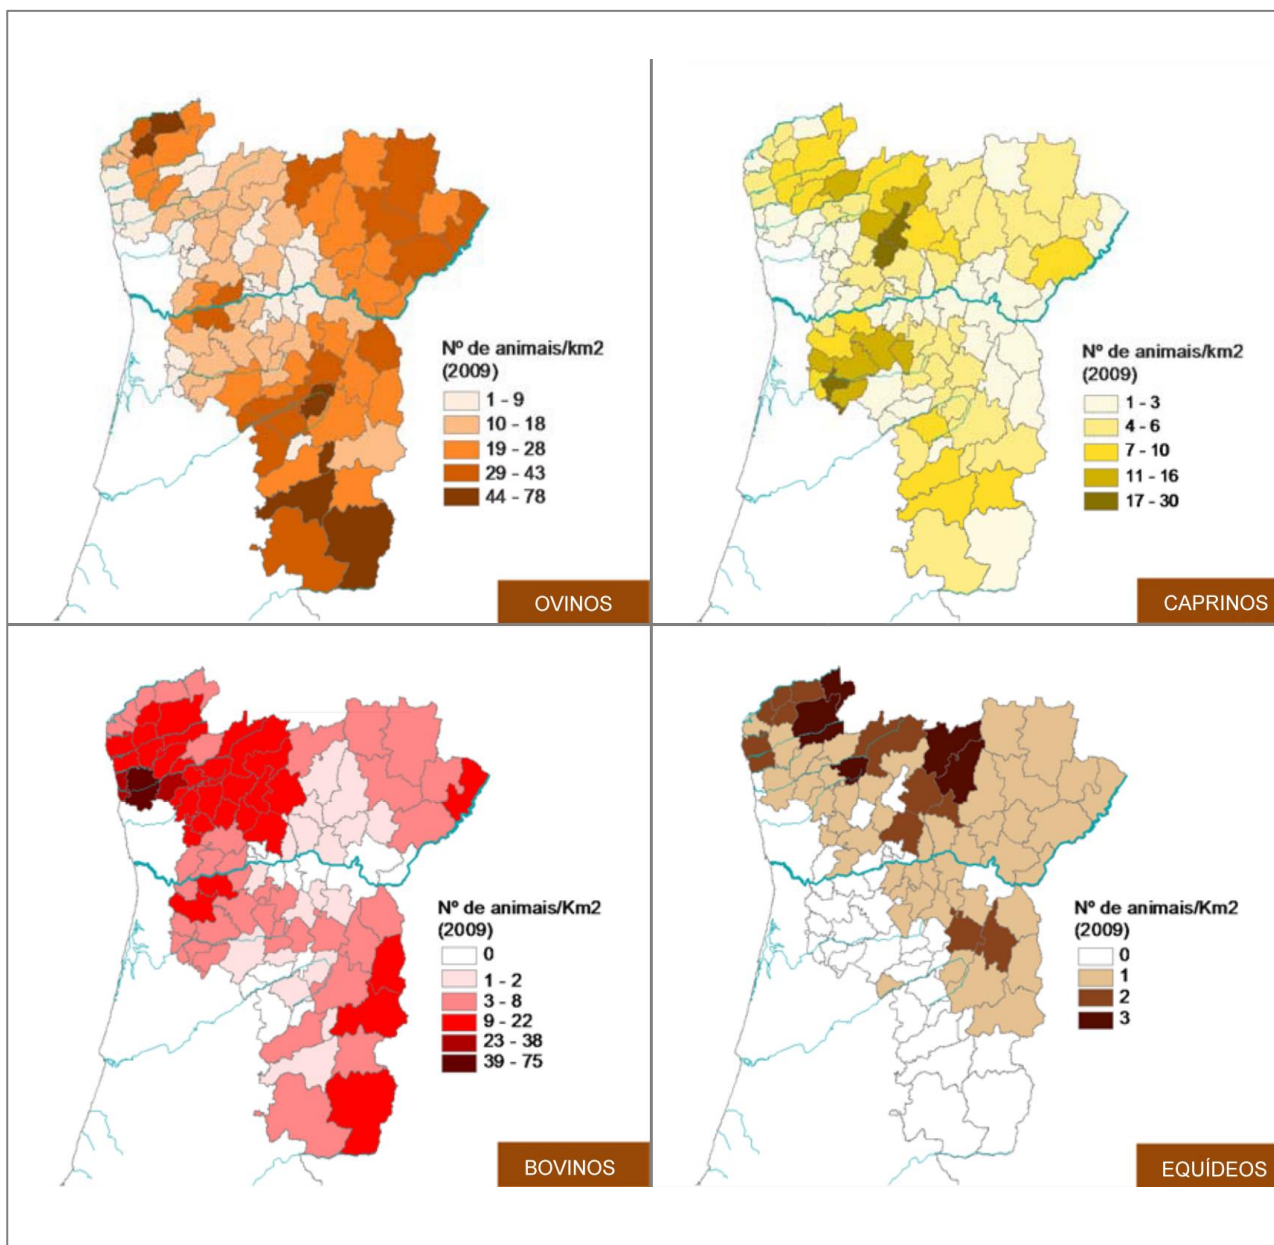 Nº de animais/km2
(2009)
1 - 9
10 - 18
19 - 28
29 - 43
44 - 78
OVINOS
Nº de animais/km2
(2009)
1 - 3
4 - 6
7 - 10
11 - 16
17 - 30
CAPRINOS
Nº de animais/Km2
(2009)
0
1 - 2
3 - 8
9 - 22
23 - 38
39 - 75
BOVINOS
Nº de animais/Km2
(2009)
0
1
2
3
EQUÍDEOS